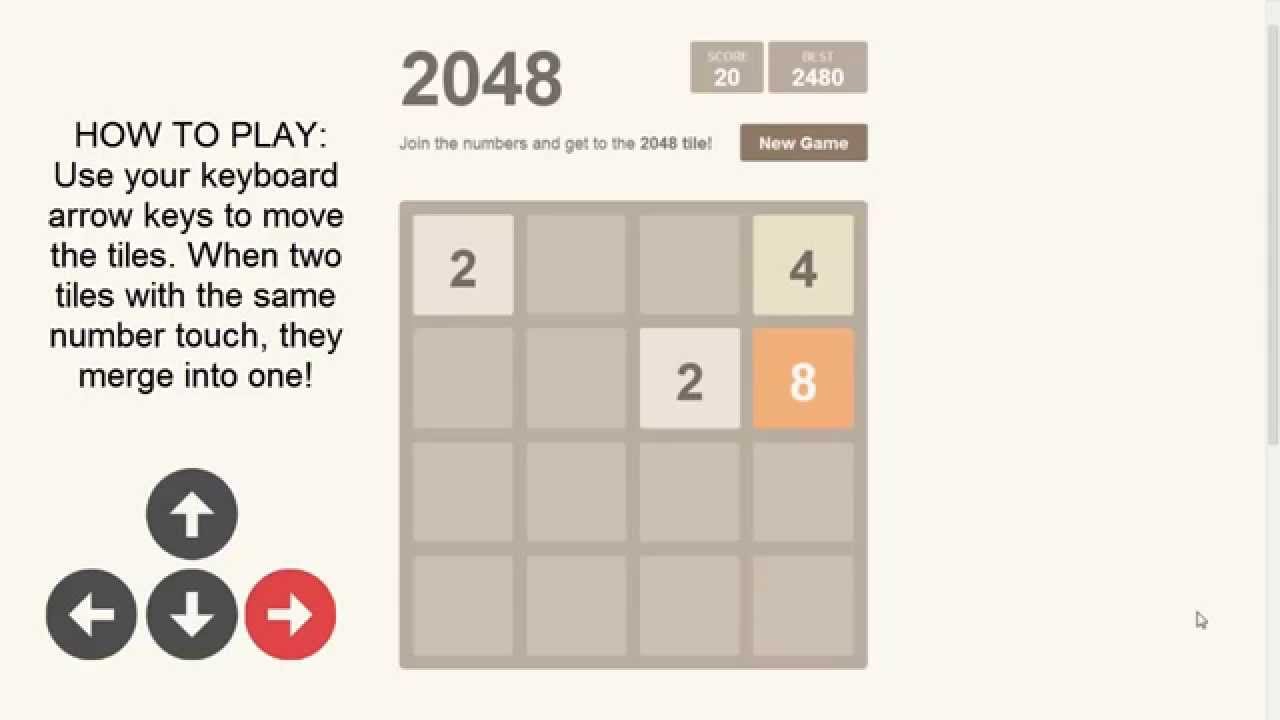 2048
SCORE
20
BEST
2480
Join the numbers and get to the 2048 tile!
New Game
HOW TO PLAY:
Use your keyboard
arrow keys to move
the tiles. When two
tiles with the same
number touch, they
merge into one!
2
4
2
8